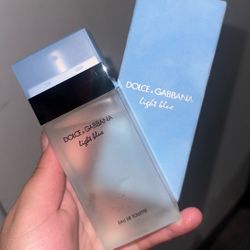 DOLCE & GABBANA
light blue
DOLCE & GABBANA
light blue
EAU DE TOILETTE